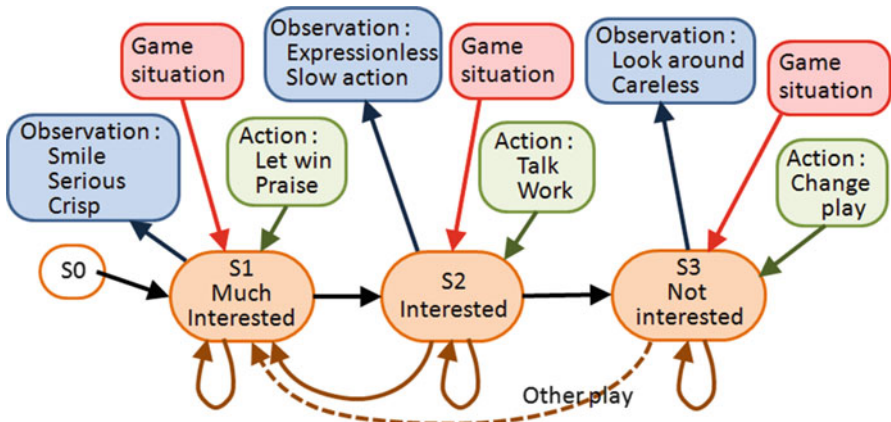 Observation :
Smile
Serious
Crisp
Game
situation
Action :
Let win
Praise
Observation :
Expressionless
Slow action
Game
situation
Action :
Talk
Work
Observation :
Look around
Careless
Game
situation
Action :
Change
play
S0
S1
Much
Interested
S2
Interested
S3
Not
interested
Other play